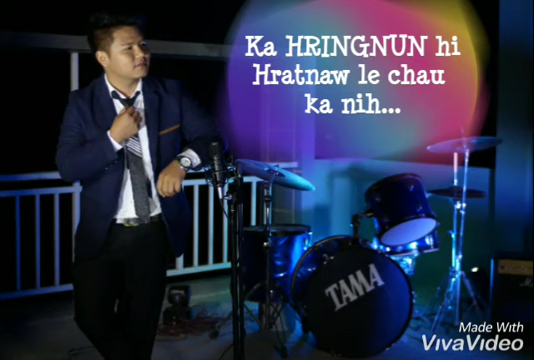 Ka HRINGNUN hi
Hratnaw le chau
ka nih...
TAMA
Made With
VivaVideo